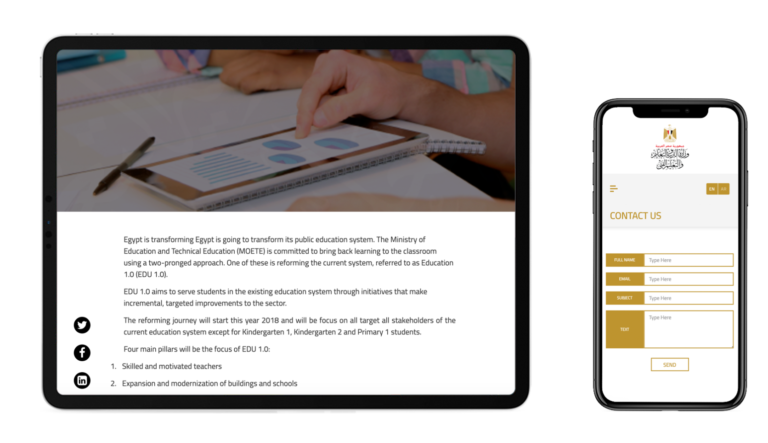 Egypt is transforming Egypt is going to transform its public education system. The Ministry of
Education and Technical Education (MOETE) is committed to bring back learning to the classroom
using a two-pronged approach. One of these is reforming the current system, referred to as Education
1.0 (EDU 1.0).
EDU 1.0 aims to serve students in the existing education system through initiatives that make
incremental, targeted improvements to the sector.
The reforming journey will start this year 2018 and will be focus on all target all stakeholders of the
current education system except for Kindergarten 1, Kindergarten 2 and Primary 1 students.
Four main pillars will be the focus of EDU 1.0:
1. Skilled and motivated teachers
2. Expansion and modernization of buildings and schools
EN
CONTACT US
FULL NAME Type Here
EMAIL Type Here
SUBJECT Type Here
Type Here
SEND